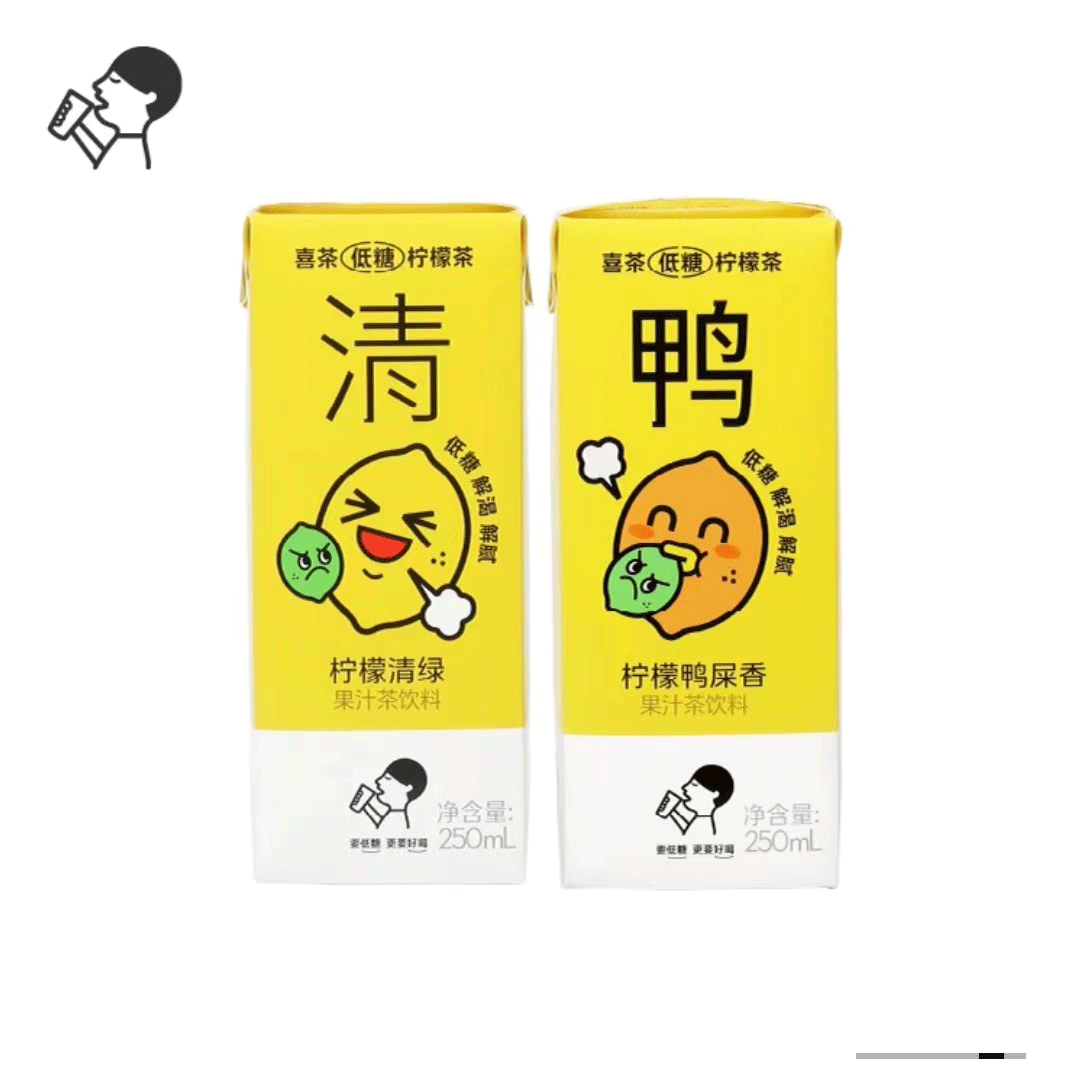 喜茶 低糖 柠檬茶
清
低糖 解渴 解腻
柠檬清绿
果汁茶饮料
要低糖 更要好喝
净含量:
250mL
喜茶 低糖 柠檬茶
鸭
低糖 解渴 解腻
柠檬鸭屎香
果汁茶饮料
要低糖 更要好喝
净含量:
250mL